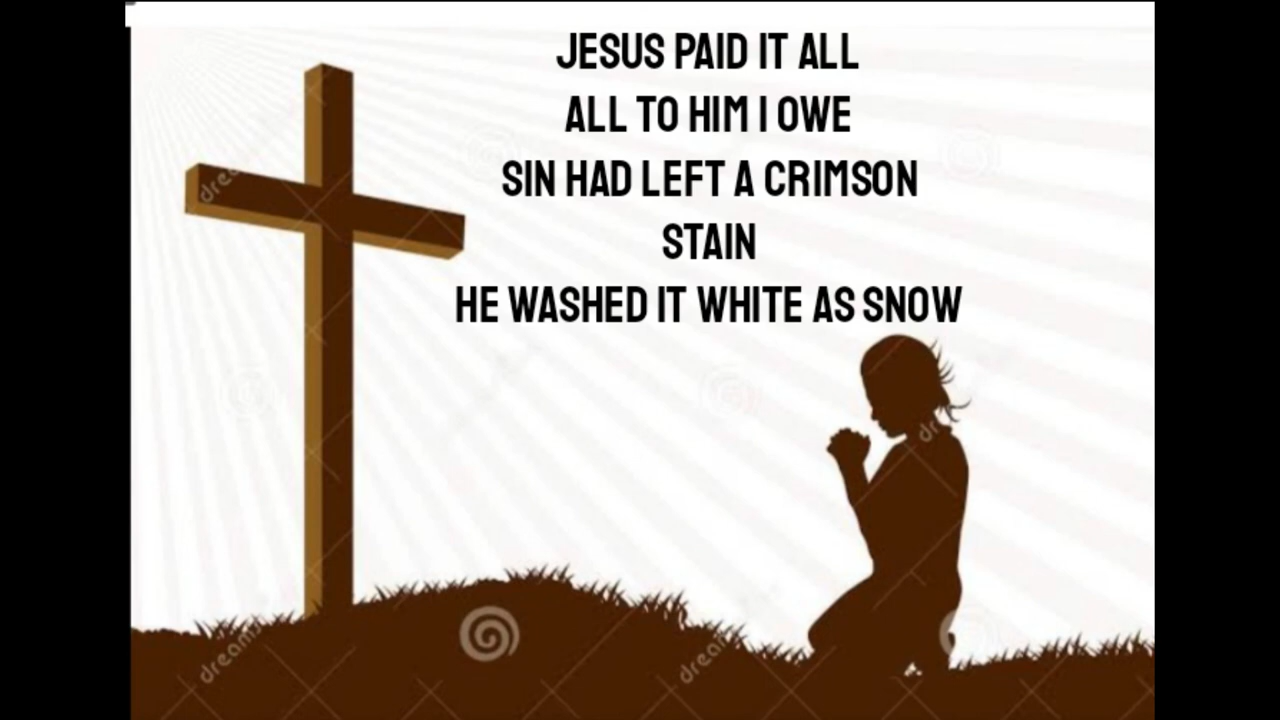 JESUS PAID IT ALL
ALL TO HIM I OWE
SIN HAD LEFT A CRIMSON
STAIN
HE WASHED IT WHITE AS SNOW